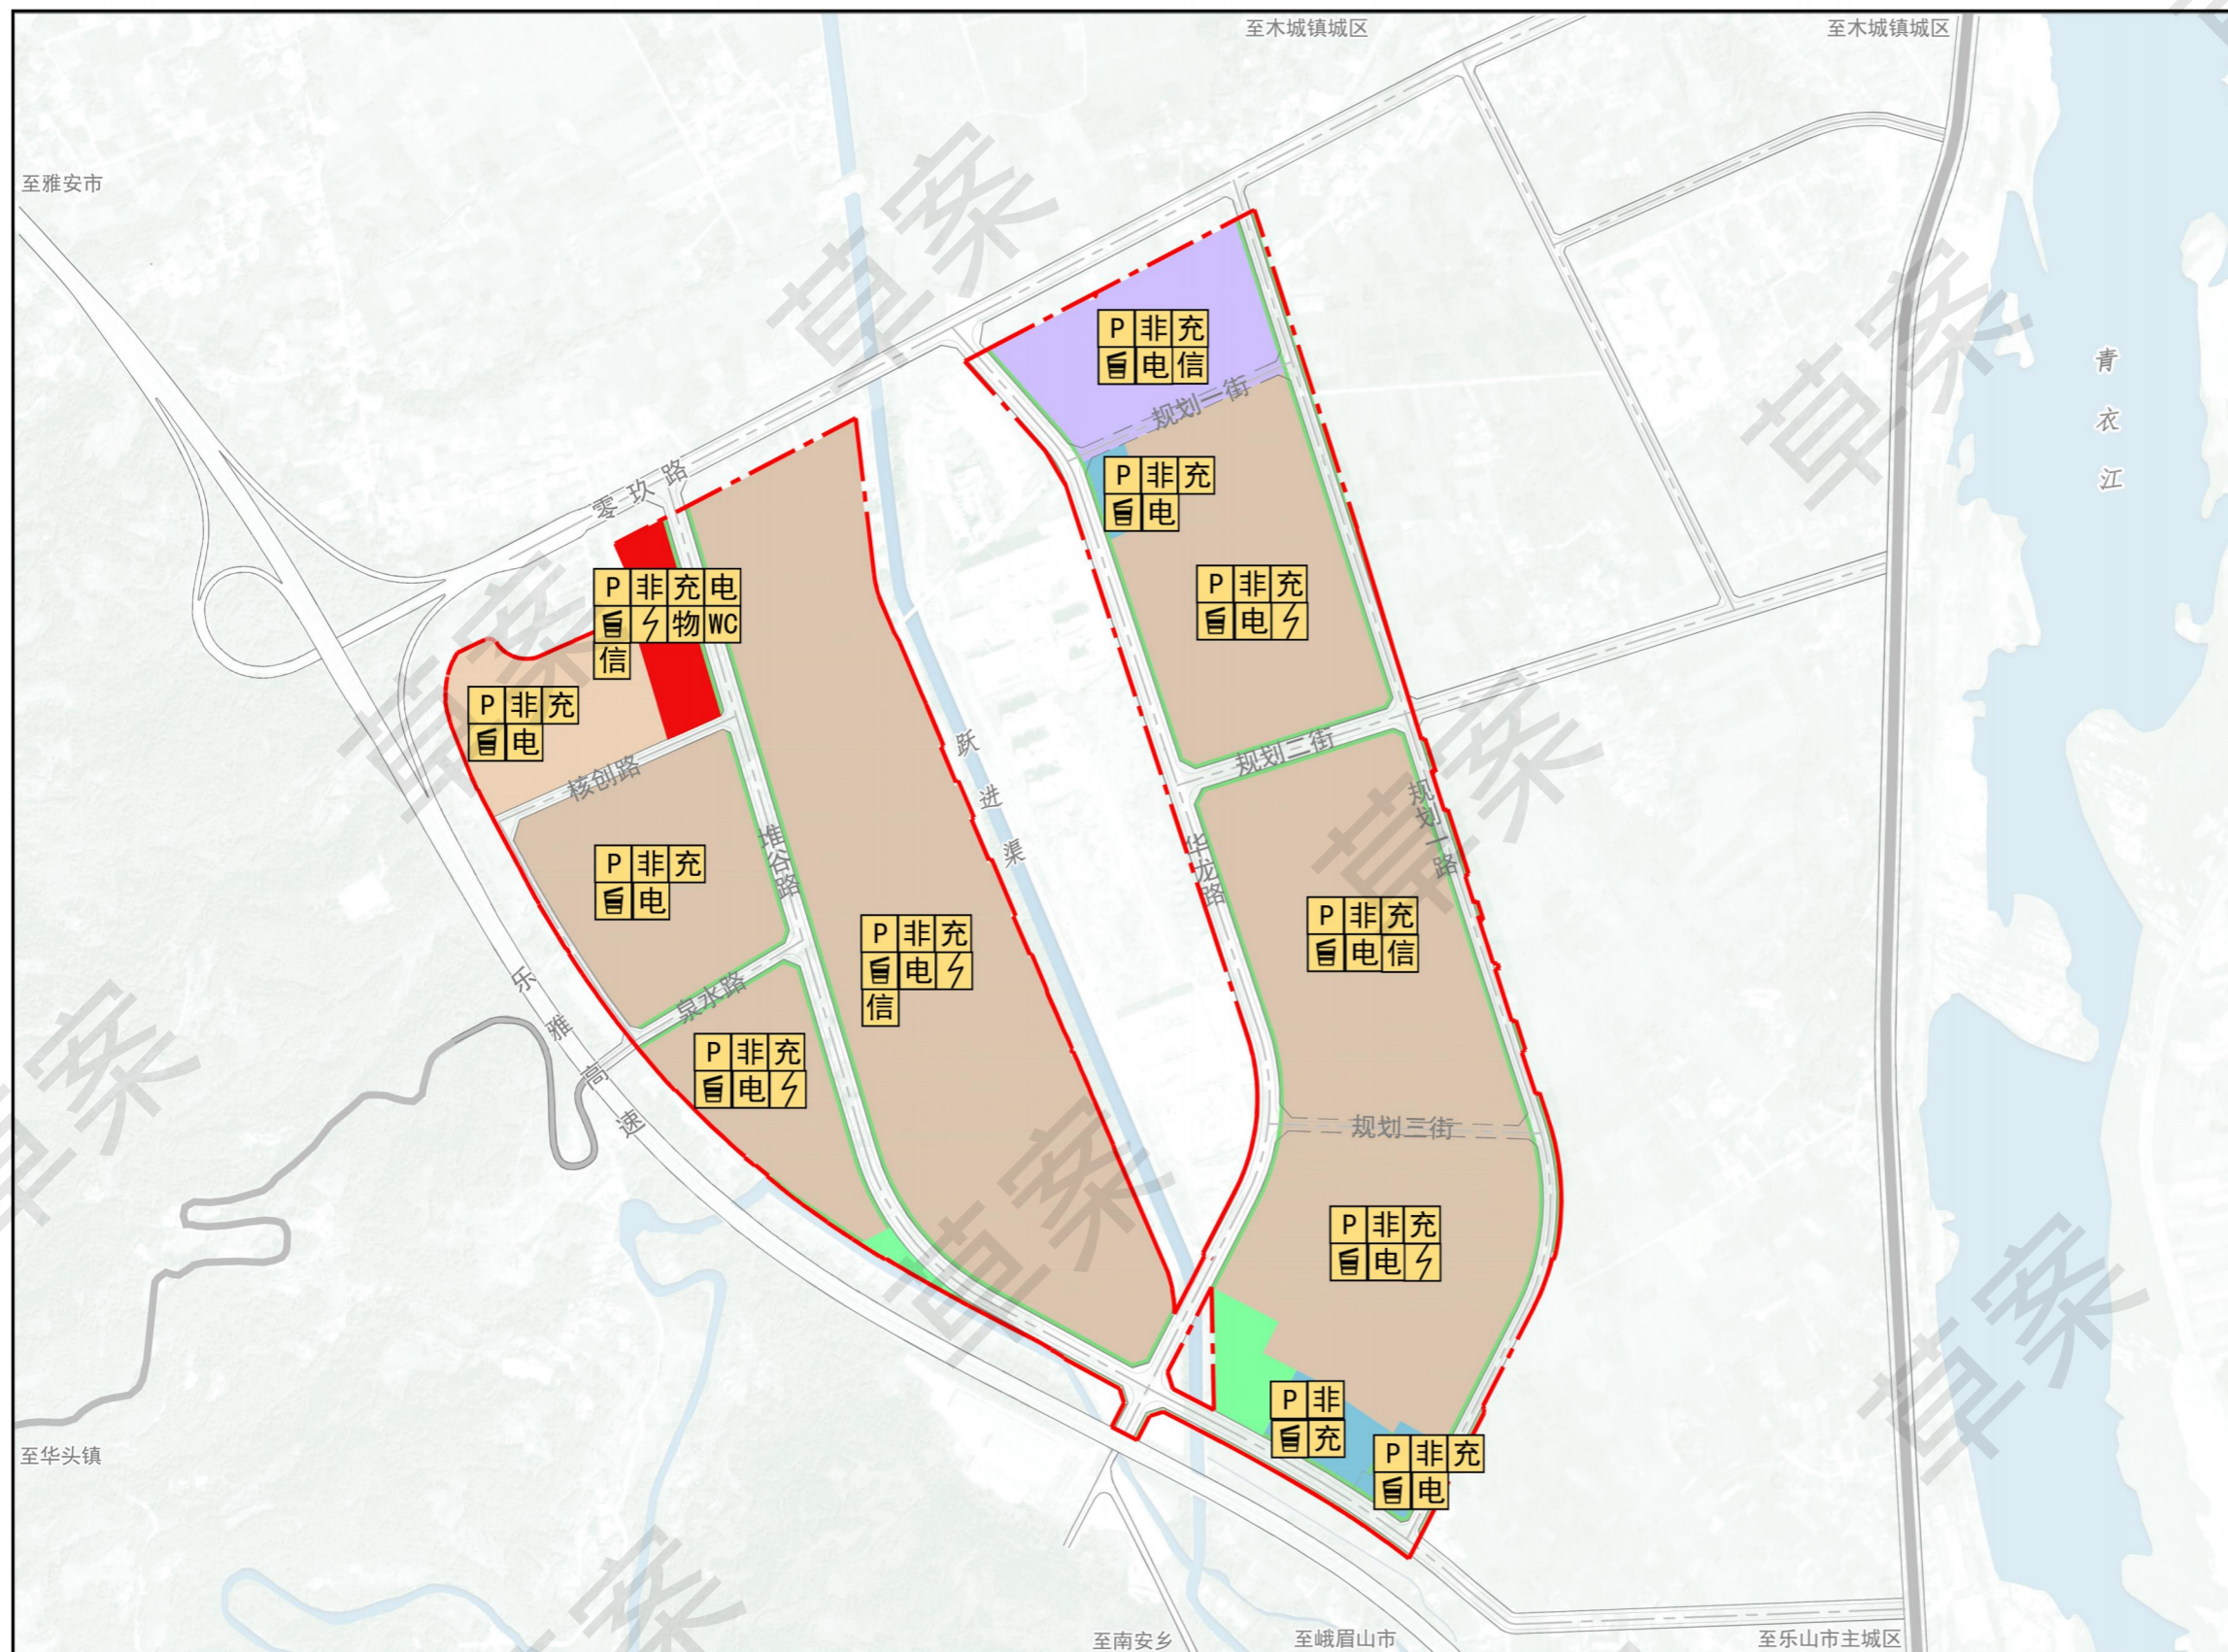 至木城镇城区
至木城镇城区
至雅安市
青衣江
草案
草案
P 非 充
电 信
规划一街
P 非 充
电
零玖路
P 非 充
电
P 非 充 电
物 WC
信
P 非 充
电
草案
草案
跃进渠
规划二街
规划一路
核创路
堆谷路
华龙路
P 非 充
电
P 非 充
电
信
P 非 充
电 信
泉水路
乐雅高速
P 非 充
电
草案
草案
规划三街
P 非 充
电
草案
P 非
充
P 非 充
电
至华头镇
草案
草案
至南安乡
至峨眉山市
至乐山市主城区